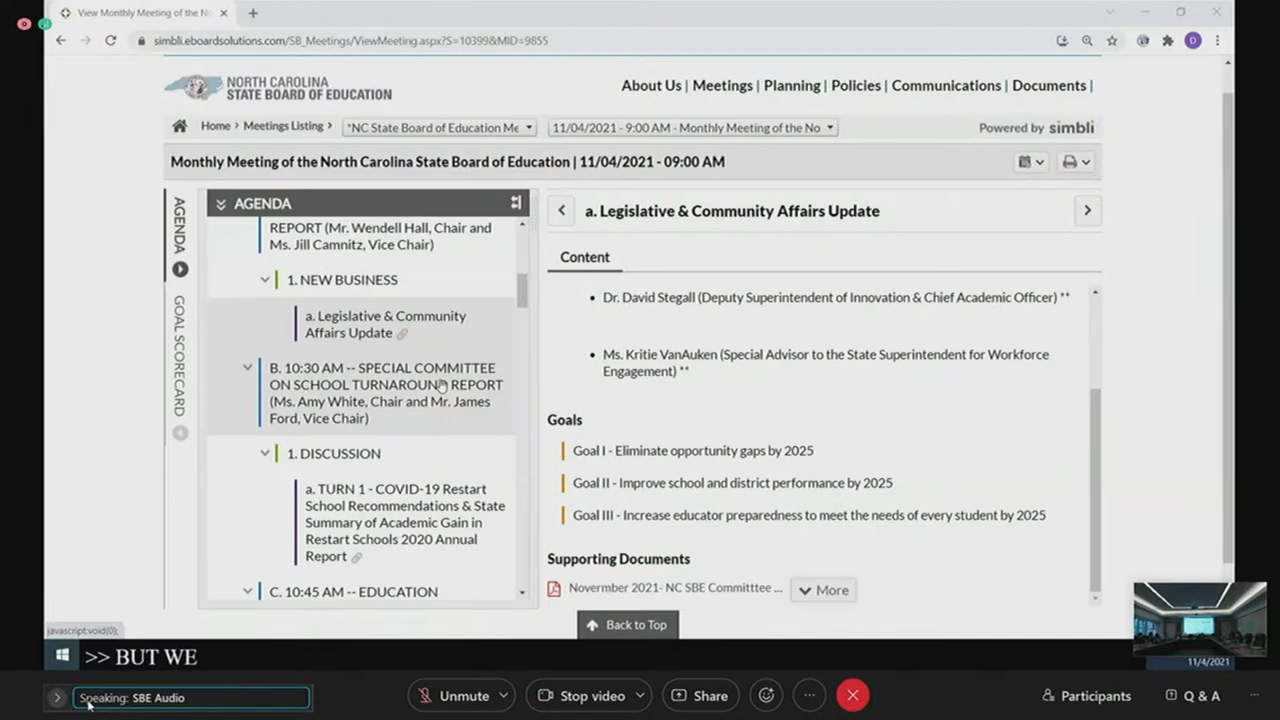 View Monthly Meeting of the No
simbli.eboardsolutions.com/SB_Meetings/ViewMeeting.aspx?S=10399&MID=9855
D
NORTH CAROLINA
STATE BOARD OF EDUCATION
About Us | Meetings | Planning | Policies | Communications | Documents |
Home > Meetings Listing >
*NC State Board of Education Me
11/04/2021 - 9:00 AM - Monthly Meeting of the No
Powered by simbli
Monthly Meeting of the North Carolina State Board of Education | 11/04/2021 - 09:00 AM
AGENDA
GOAL SCORECARD
AGENDA
REPORT (Mr. Wendell Hall, Chair and
Ms. Jill Camnitz, Vice Chair)
1. NEW BUSINESS
a. Legislative & Community
Affairs Update
B. 10:30 AM -- SPECIAL COMMITTEE
ON SCHOOL TURNAROUND REPORT
(Ms. Amy White, Chair and Mr. James
Ford, Vice Chair)
1. DISCUSSION
a. TURN 1 - COVID-19 Restart
School Recommendations & State
Summary of Academic Gain in
Restart Schools 2020 Annual
Report
C. 10:45 AM -- EDUCATION
a. Legislative & Community Affairs Update
Content
• Dr. David Stegall (Deputy Superintendent of Innovation & Chief Academic Officer) **
• Ms. Kritie VanAuken (Special Advisor to the State Superintendent for Workforce
Engagement) **
Goals
Goal I - Eliminate opportunity gaps by 2025
Goal II - Improve school and district performance by 2025
Goal III - Increase educator preparedness to meet the needs of every student by 2025
Supporting Documents
Novermber 2021- NC SBE Committtee ...
More
Back to Top
javascript:void(0);
>> BUT WE
11/4/2021
Speaking: SBE Audio
Unmute
Stop video
Share
Participants
Q & A